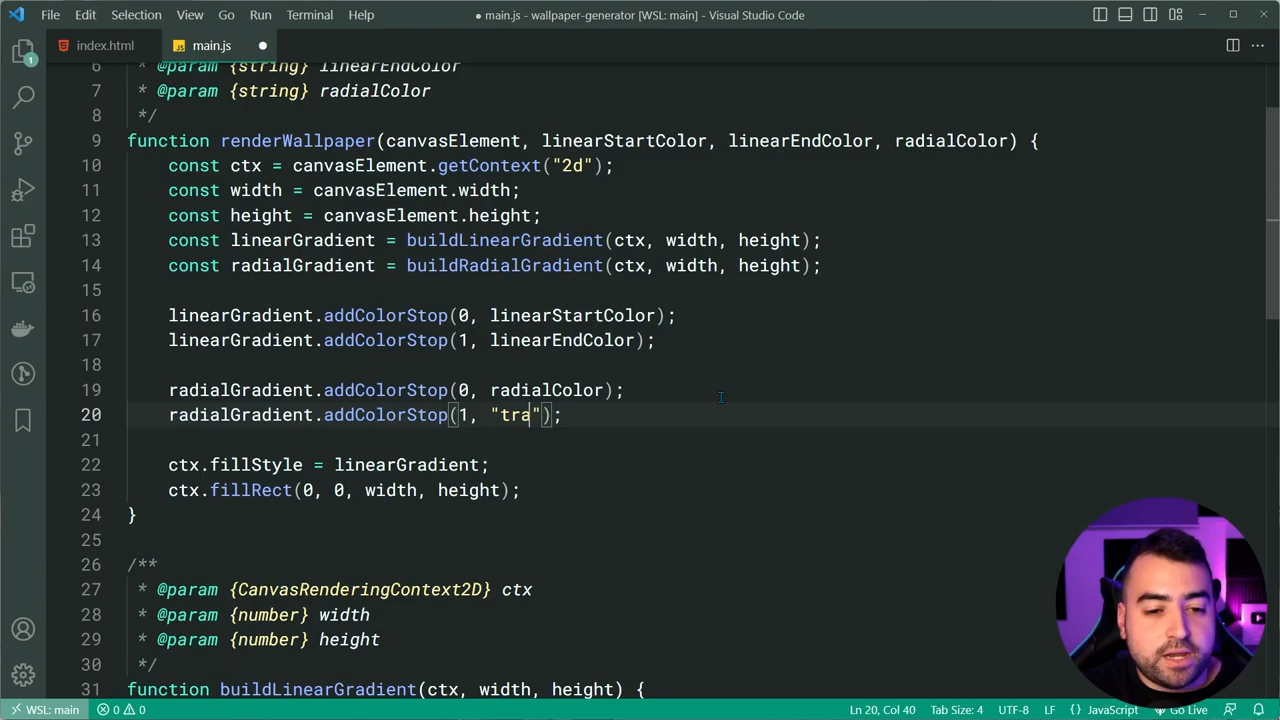 File Edit Selection View Go Run Terminal Help
● main.js - wallpaper-generator [WSL: main] - Visual Studio Code
index.html
main.js
6 * @param {string} linearEndColor
7 * @param {string} radialColor
8 */
9 function renderWallpaper(canvasElement, linearStartColor, linearEndColor, radialColor) {
10 const ctx = canvasElement.getContext("2d");
11 const width = canvasElement.width;
12 const height = canvasElement.height;
13 const linearGradient = buildLinearGradient(ctx, width, height);
14 const radialGradient = buildRadialGradient(ctx, width, height);
15
16 linearGradient.addColorStop(0, linearStartColor);
17 linearGradient.addColorStop(1, linearEndColor);
18
19 radialGradient.addColorStop(0, radialColor);
20 radialGradient.addColorStop(1, "tra");
21
22 ctx.fillStyle = linearGradient;
23 ctx.fillRect(0, 0, width, height);
24 }
25
26 /**
27 * @param {CanvasRenderingContext2D} ctx
28 * @param {number} width
29 * @param {number} height
30 */
31 function buildLinearGradient(ctx, width, height) {
1
WSL: main 0 0 Ln 20, Col 40 Tab Size: 4 UTF-8 LF {} JavaScript Go Live